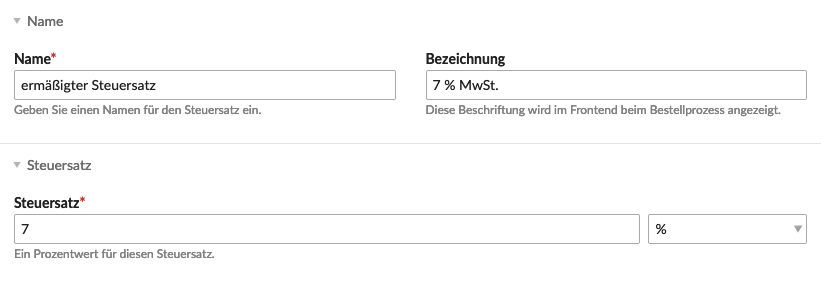 Name
Name*
Bezeichnung
ermäßigter Steuersatz
7 % MwSt.
Geben Sie einen Namen für den Steuersatz ein.
Diese Beschriftung wird im Frontend beim Bestellprozess angezeigt.
Steuersatz
Steuersatz*
7
%
Ein Prozentwert für diesen Steuersatz.